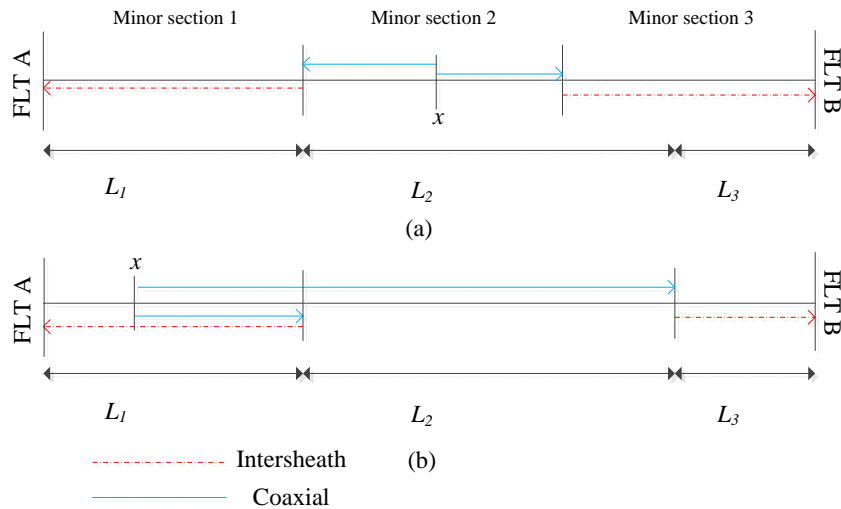 Minor section 1 Minor section 2 Minor section 3
FLT A
FLT B
x
L1 L2 L3
(a)
x
FLT A
FLT B
L1 L2 L3
Intersheath (b)
Coaxial